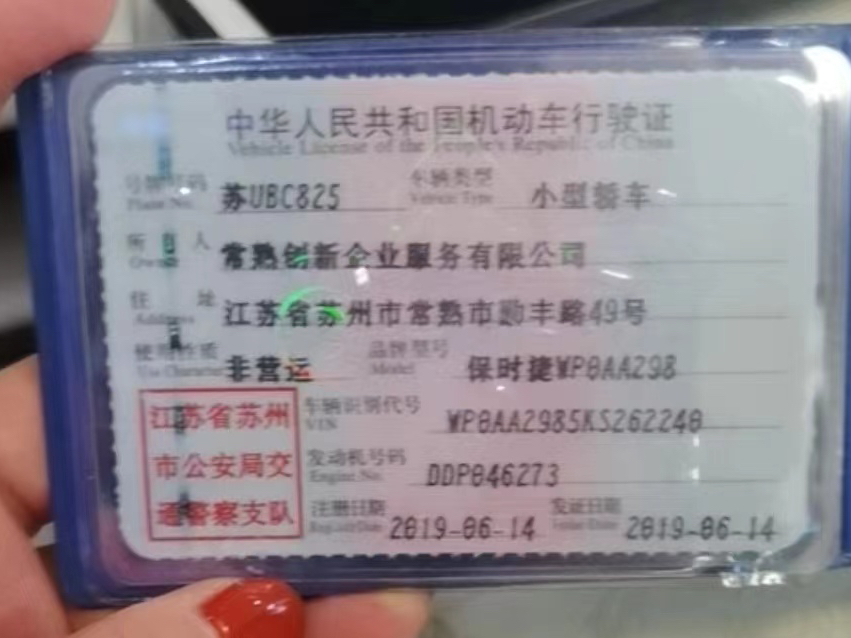 中华人民共和国机动车行驶证
Vehicle License of the People's Republic of China
号牌号码 苏UBC825 车辆类型 小型轿车
Plate No. Vehicle Type
所有人 常熟创新企业服务有限公司
Owner
住址 江苏省苏州市常熟市勋丰路49号
Address
使用性质 非营运 品牌型号 保时捷WP0AA298
Use Character Model
江苏省苏州 车辆识别代号 WP0AA2985KS262240
VIN
市公安局交 发动机号码 DDP046273
Engine No.
通警察支队 注册日期 2019-06-14 发证日期 2019-06-14
Register Date Issue Date